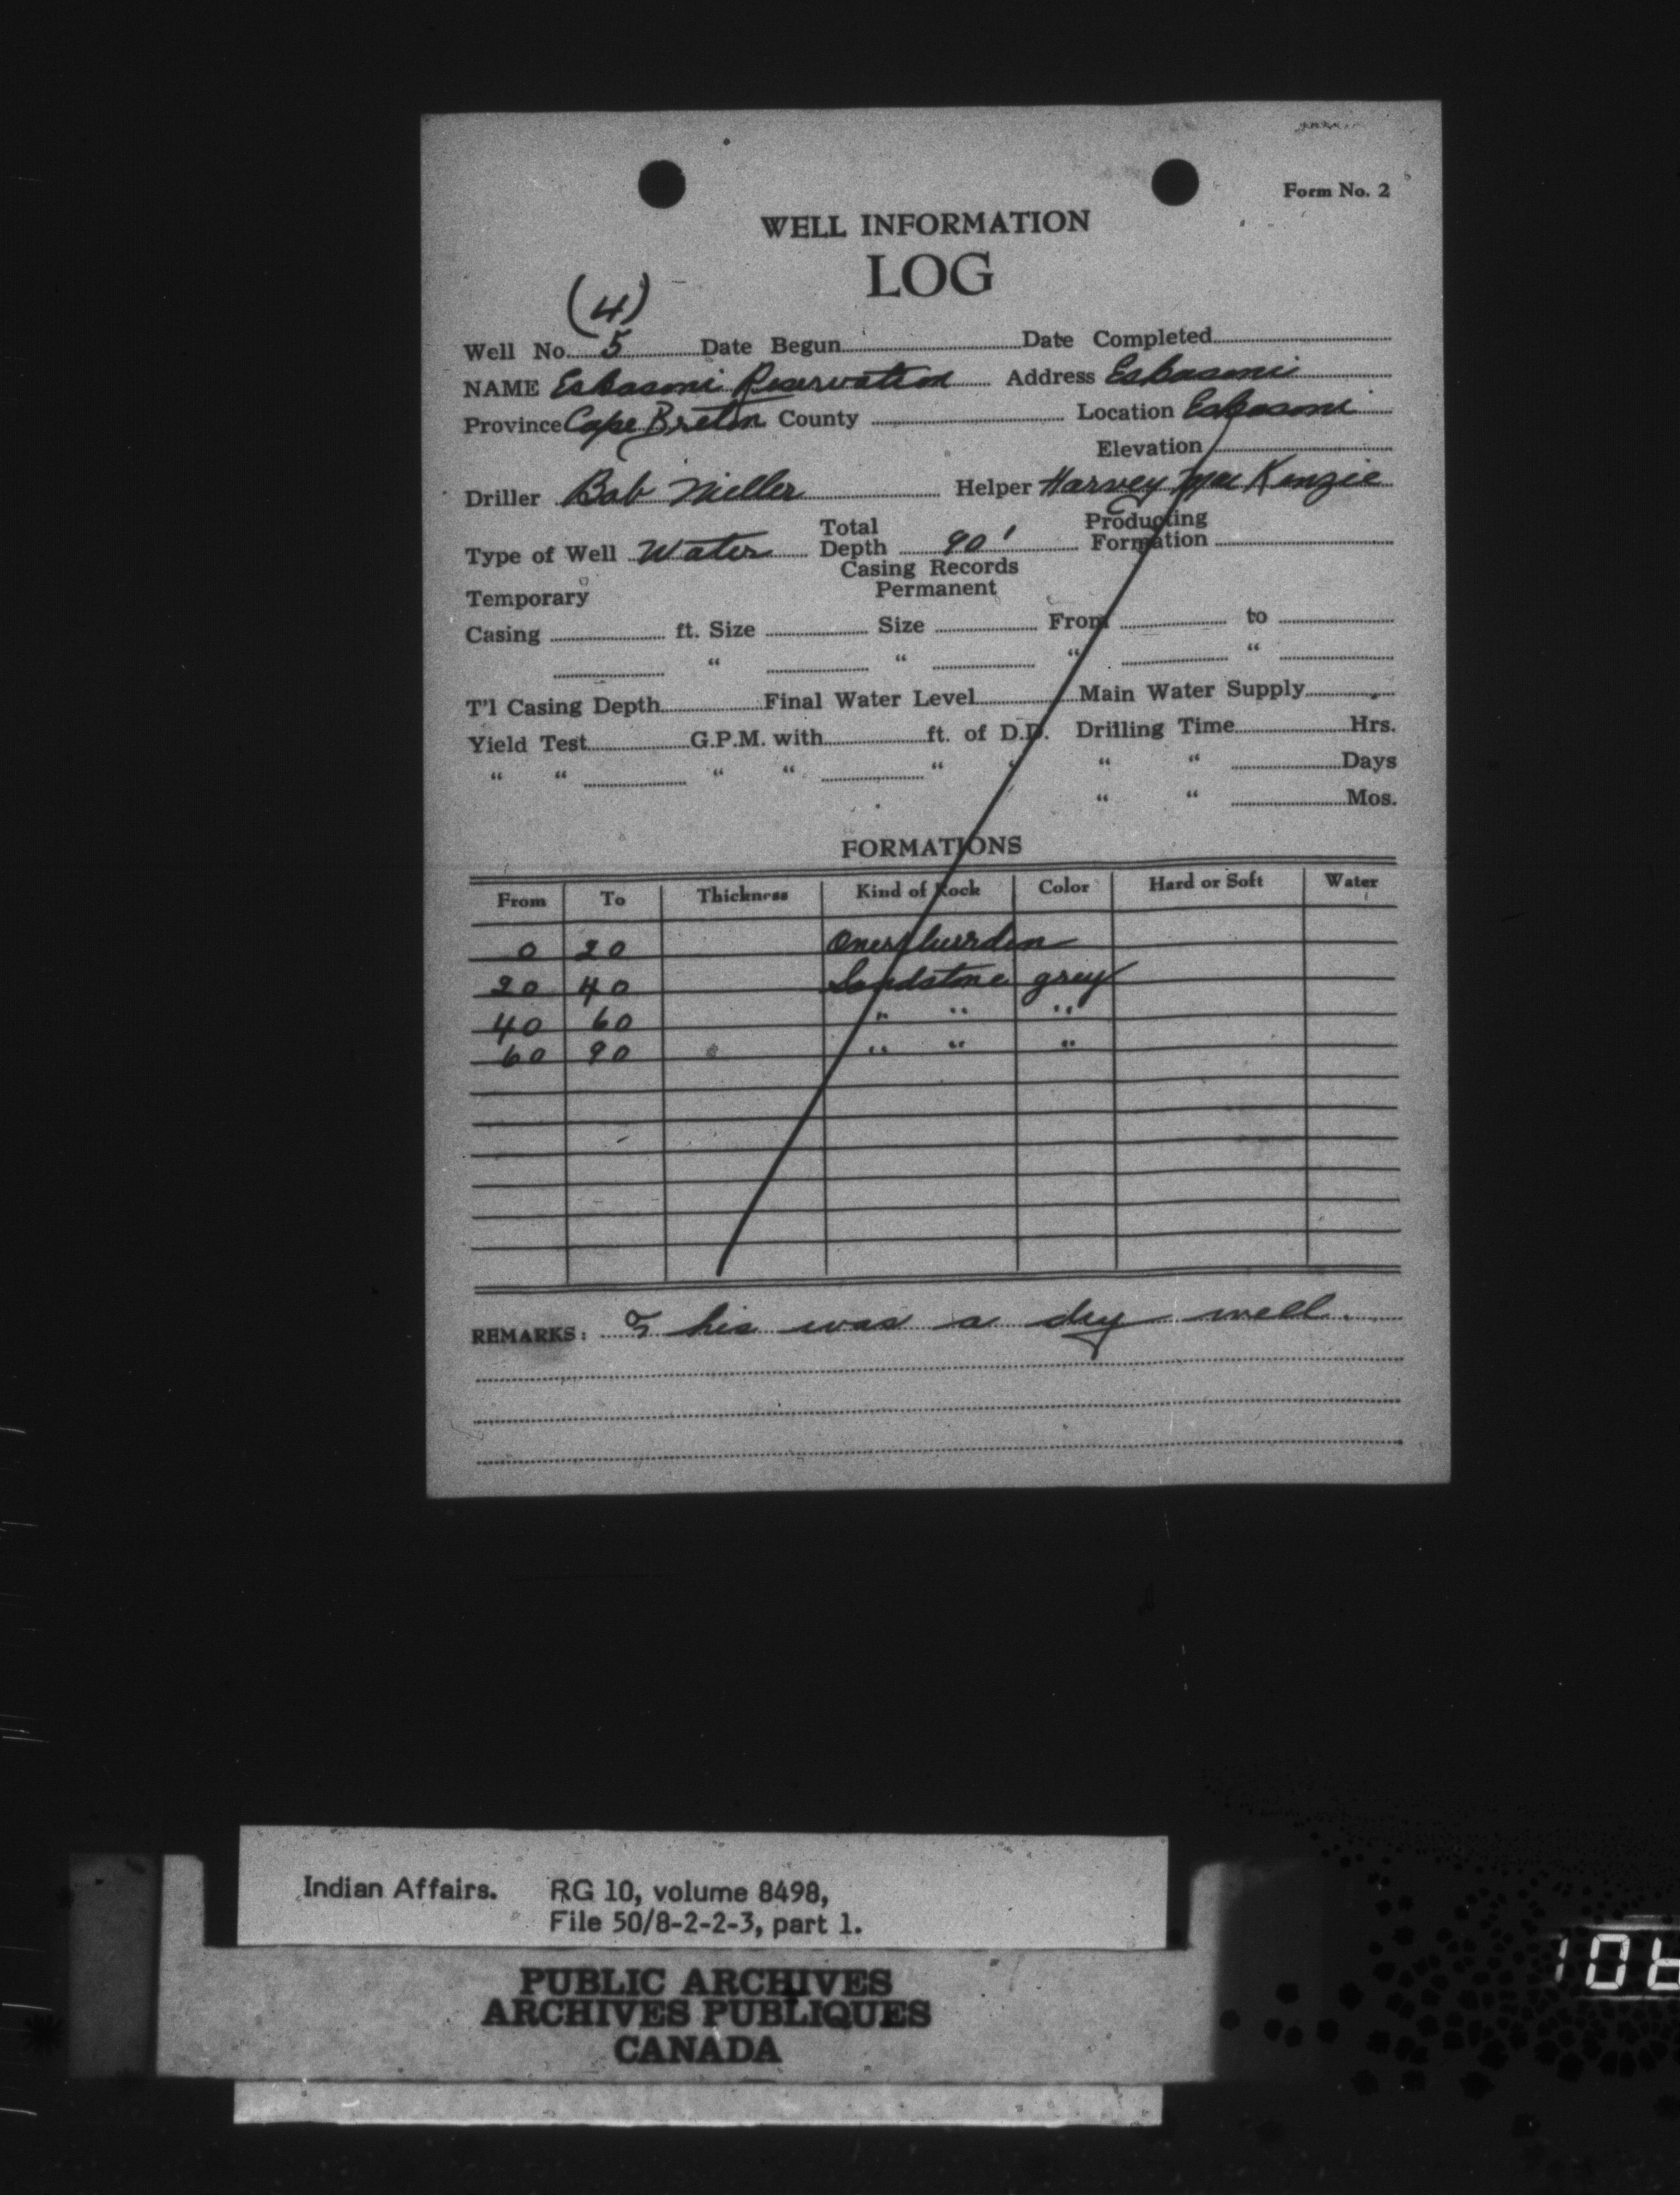 Form No. 2
WELL INFORMATION
LOG
(4)
Well No. 5 Date Begun Date Completed
NAME Eskasoni Reservation Address Eskasoni
Province Cape Breton County Location Eskasoni
Elevation
Driller Bob Miller Helper Harvey MacKenzie
Type of Well Water Total Depth 90' Producing Formation
Casing Records
Temporary Permanent
Casing ft. Size Size From to
" " " "
T'l Casing Depth Final Water Level Main Water Supply
Yield Test G.P.M. with ft. of D.D. Drilling Time Hrs.
" " " " " " " " Days
" " Mos.
FORMATIONS
From To Thickness Kind of Rock Color Hard or Soft Water
0 20 Overburden
20 40 Sandstone grey
40 60 " " "
60 90 " " "
REMARKS: This was a dry well.
Indian Affairs. RG 10, volume 8498,
File 50/8-2-2-3, part 1.
PUBLIC ARCHIVES
ARCHIVES PUBLIQUES
CANADA